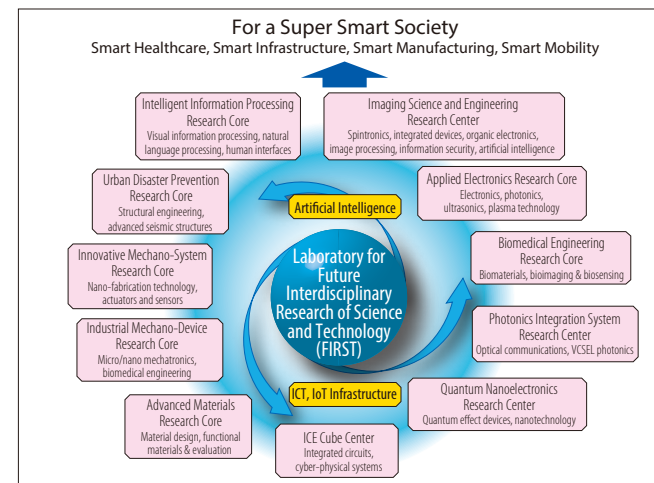 For a Super Smart Society
Smart Healthcare, Smart Infrastructure, Smart Manufacturing, Smart Mobility
Intelligent Information Processing
Research Core
Visual information processing, natural
language processing, human interfaces
Imaging Science and Engineering
Research Center
Spintronics, integrated devices, organic electronics,
image processing, information security, artificial intelligence
Urban Disaster Prevention
Research Core
Structural engineering,
advanced seismic structures
Artificial Intelligence
Applied Electronics Research Core
Electronics, photonics,
ultrasonics, plasma technology
Innovative Mechano-System
Research Core
Nano-fabrication technology,
actuators and sensors
Laboratory for
Future
Interdisciplinary
Research of Science
and Technology
(FIRST)
Biomedical Engineering
Research Core
Biomaterials, bioimaging & biosensing
Industrial Mechano-Device
Research Core
Micro/nano mechatronics,
biomedical engineering
Photonics Integration System
Research Center
Optical communications, VCSEL photonics
ICT, IoT Infrastructure
Advanced Materials
Research Core
Material design, functional
materials & evaluation
ICE Cube Center
Integrated circuits,
cyber-physical systems
Quantum Nanoelectronics
Research Center
Quantum effect devices, nanotechnology